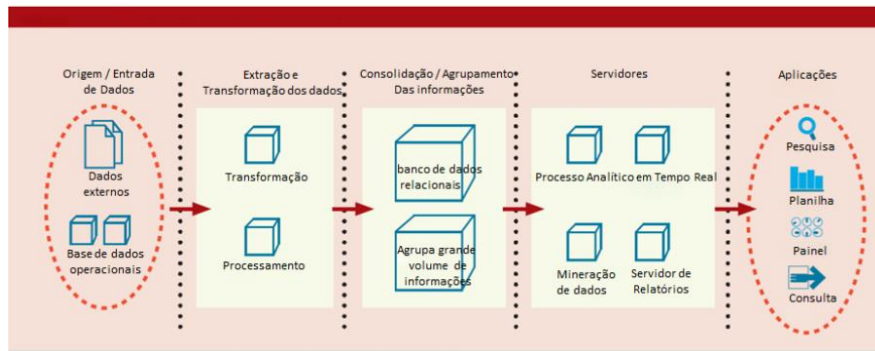 Origem / Entrada
de Dados
Dados
externos
Base de dados
operacionais
Extração e
Transformação dos dados
Transformação
Processamento
Consolidação / Agrupamento
Das informações
banco de dados
relacionais
Agrupa grande
volume de
informações
Servidores
Processo Analítico em Tempo Real
Mineração
de dados
Servidor de
Relatórios
Aplicações
Pesquisa
Planilha
Painel
Consulta